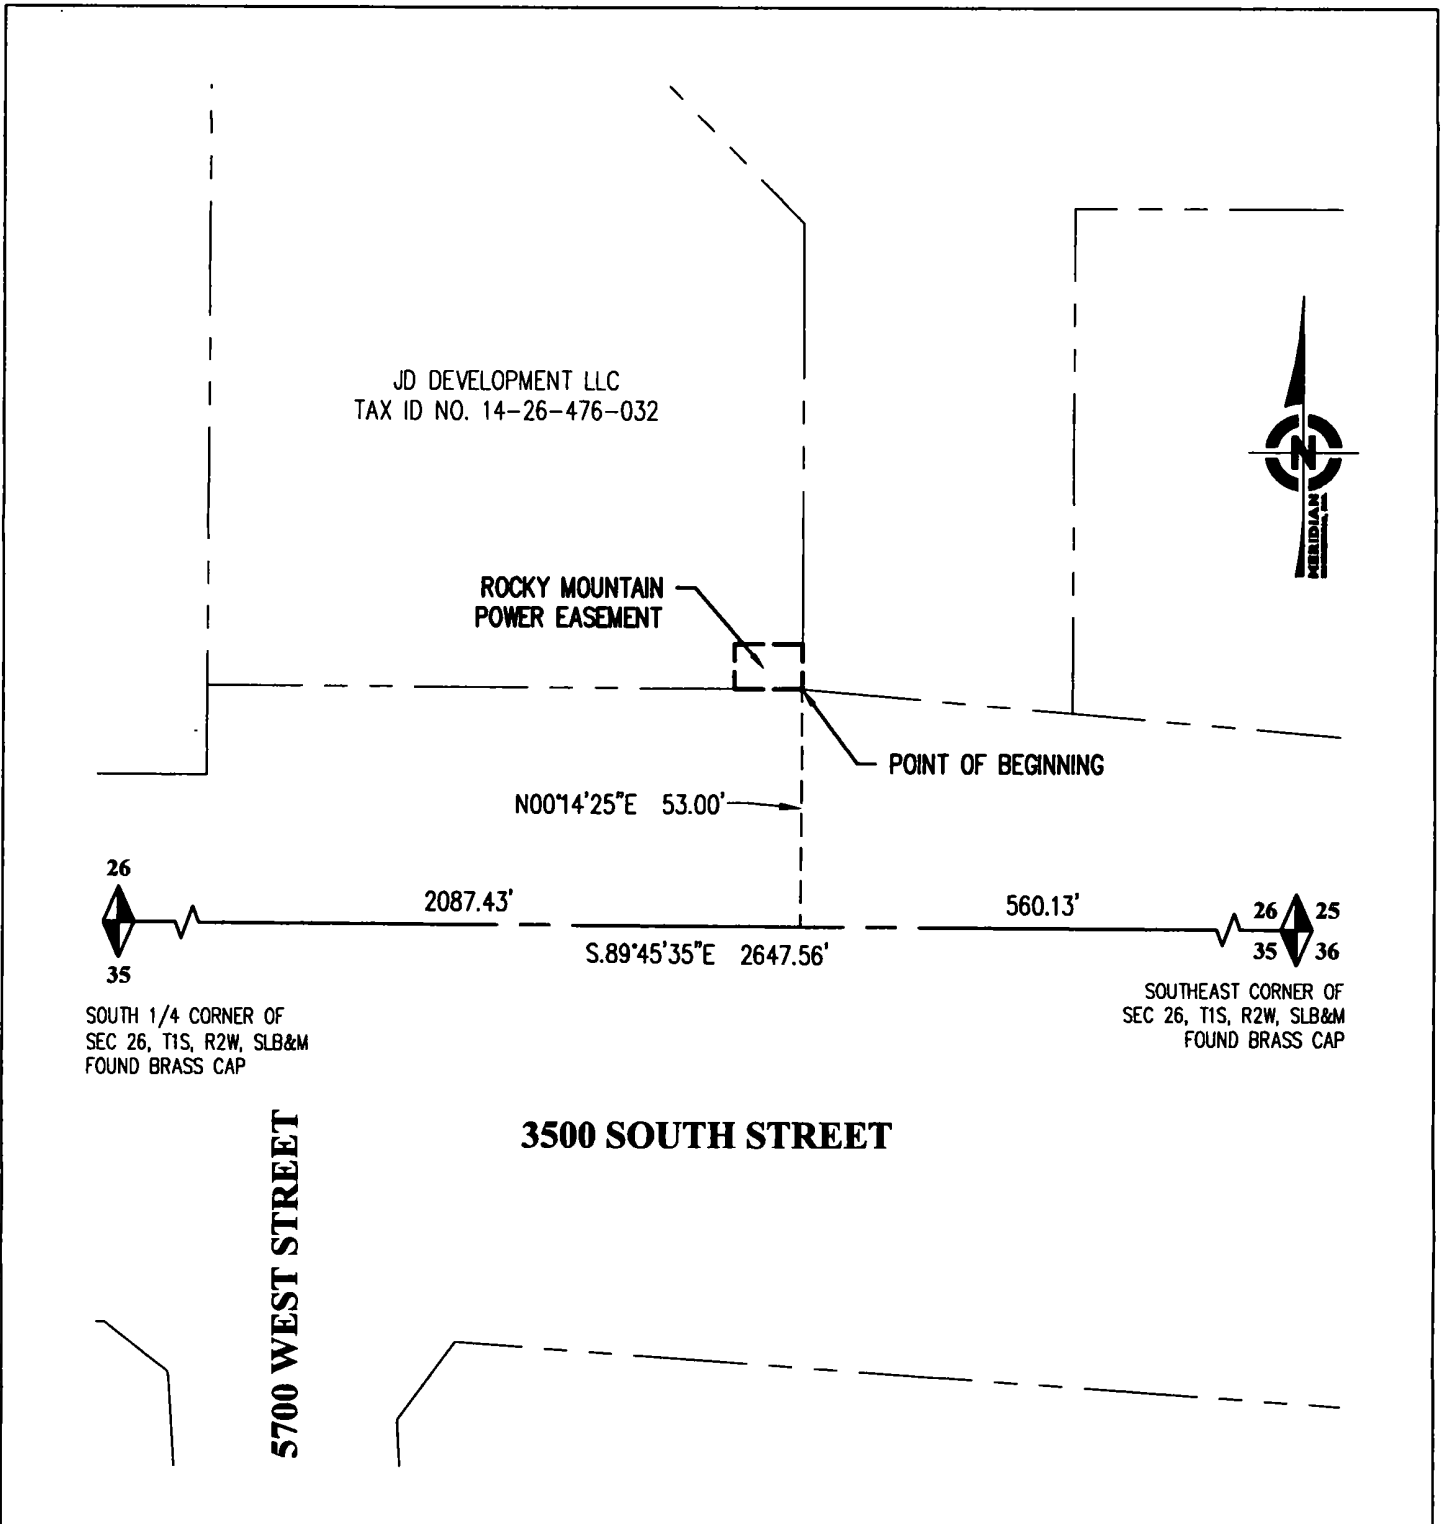 JD DEVELOPMENT LLC
TAX ID NO. 14-26-476-032
N
MERIDIAN
ROCKY MOUNTAIN
POWER EASEMENT
POINT OF BEGINNING
N00°14'25"E 53.00'
26
2087.43'
560.13'
26 25
S.89°45'35"E 2647.56'
35 36
35
SOUTH 1/4 CORNER OF
SEC 26, T1S, R2W, SLB&M
FOUND BRASS CAP
SOUTHEAST CORNER OF
SEC 26, T1S, R2W, SLB&M
FOUND BRASS CAP
3500 SOUTH STREET
5700 WEST STREET